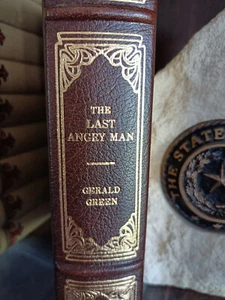 THE
LAST
ANGRY MAN
GERALD
GREEN
THE STATE